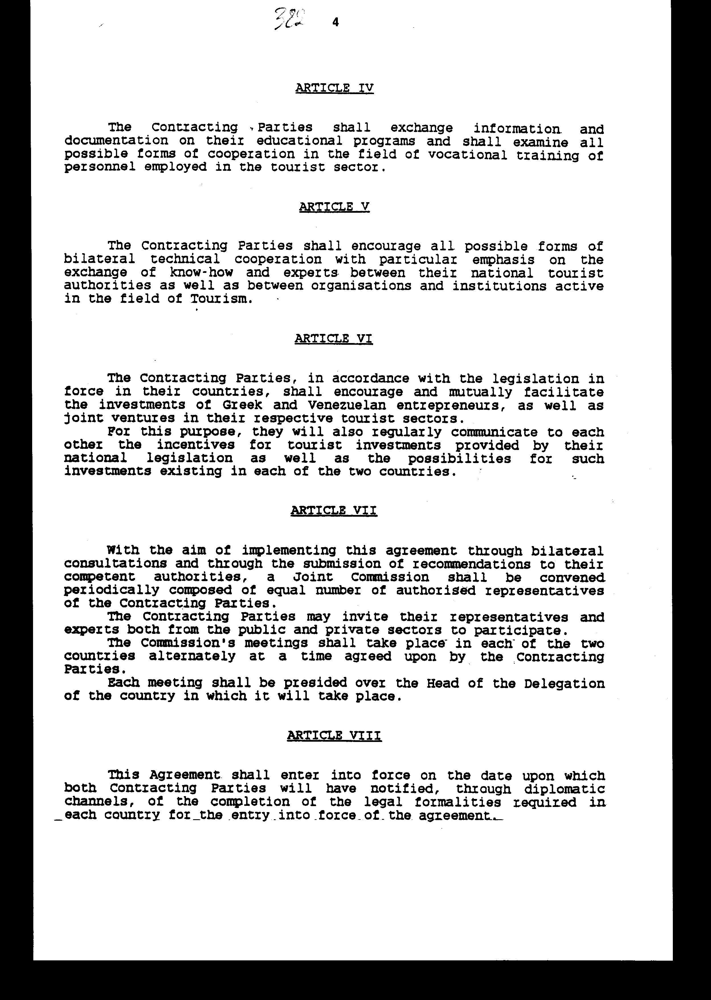 382 4
ARTICLE IV
The Contracting Parties shall exchange information and
documentation on their educational programs and shall examine all
possible forms of cooperation in the field of vocational training of
personnel employed in the tourist sector.
ARTICLE V
The Contracting Parties shall encourage all possible forms of
bilateral technical cooperation with particular emphasis on the
exchange of know-how and experts between their national tourist
authorities as well as between organisations and institutions active
in the field of Tourism.
ARTICLE VI
The Contracting Parties, in accordance with the legislation in
force in their countries, shall encourage and mutually facilitate
the investments of Greek and Venezuelan entrepreneurs, as well as
joint ventures in their respective tourist sectors.
For this purpose, they will also regularly communicate to each
other the incentives for tourist investments provided by their
national legislation as well as the possibilities for such
investments existing in each of the two countries.
ARTICLE VII
With the aim of implementing this agreement through bilateral
consultations and through the submission of recommendations to their
competent authorities, a Joint Commission shall be convened
periodically composed of equal number of authorised representatives
of the Contracting Parties.
The Contracting Parties may invite their representatives and
experts both from the public and private sectors to participate.
The Commission's meetings shall take place in each of the two
countries alternately at a time agreed upon by the Contracting
Parties.
Each meeting shall be presided over the Head of the Delegation
of the country in which it will take place.
ARTICLE VIII
This Agreement shall enter into force on the date upon which
both Contracting Parties will have notified, through diplomatic
channels, of the completion of the legal formalities required in
each country for the entry into force of the agreement.